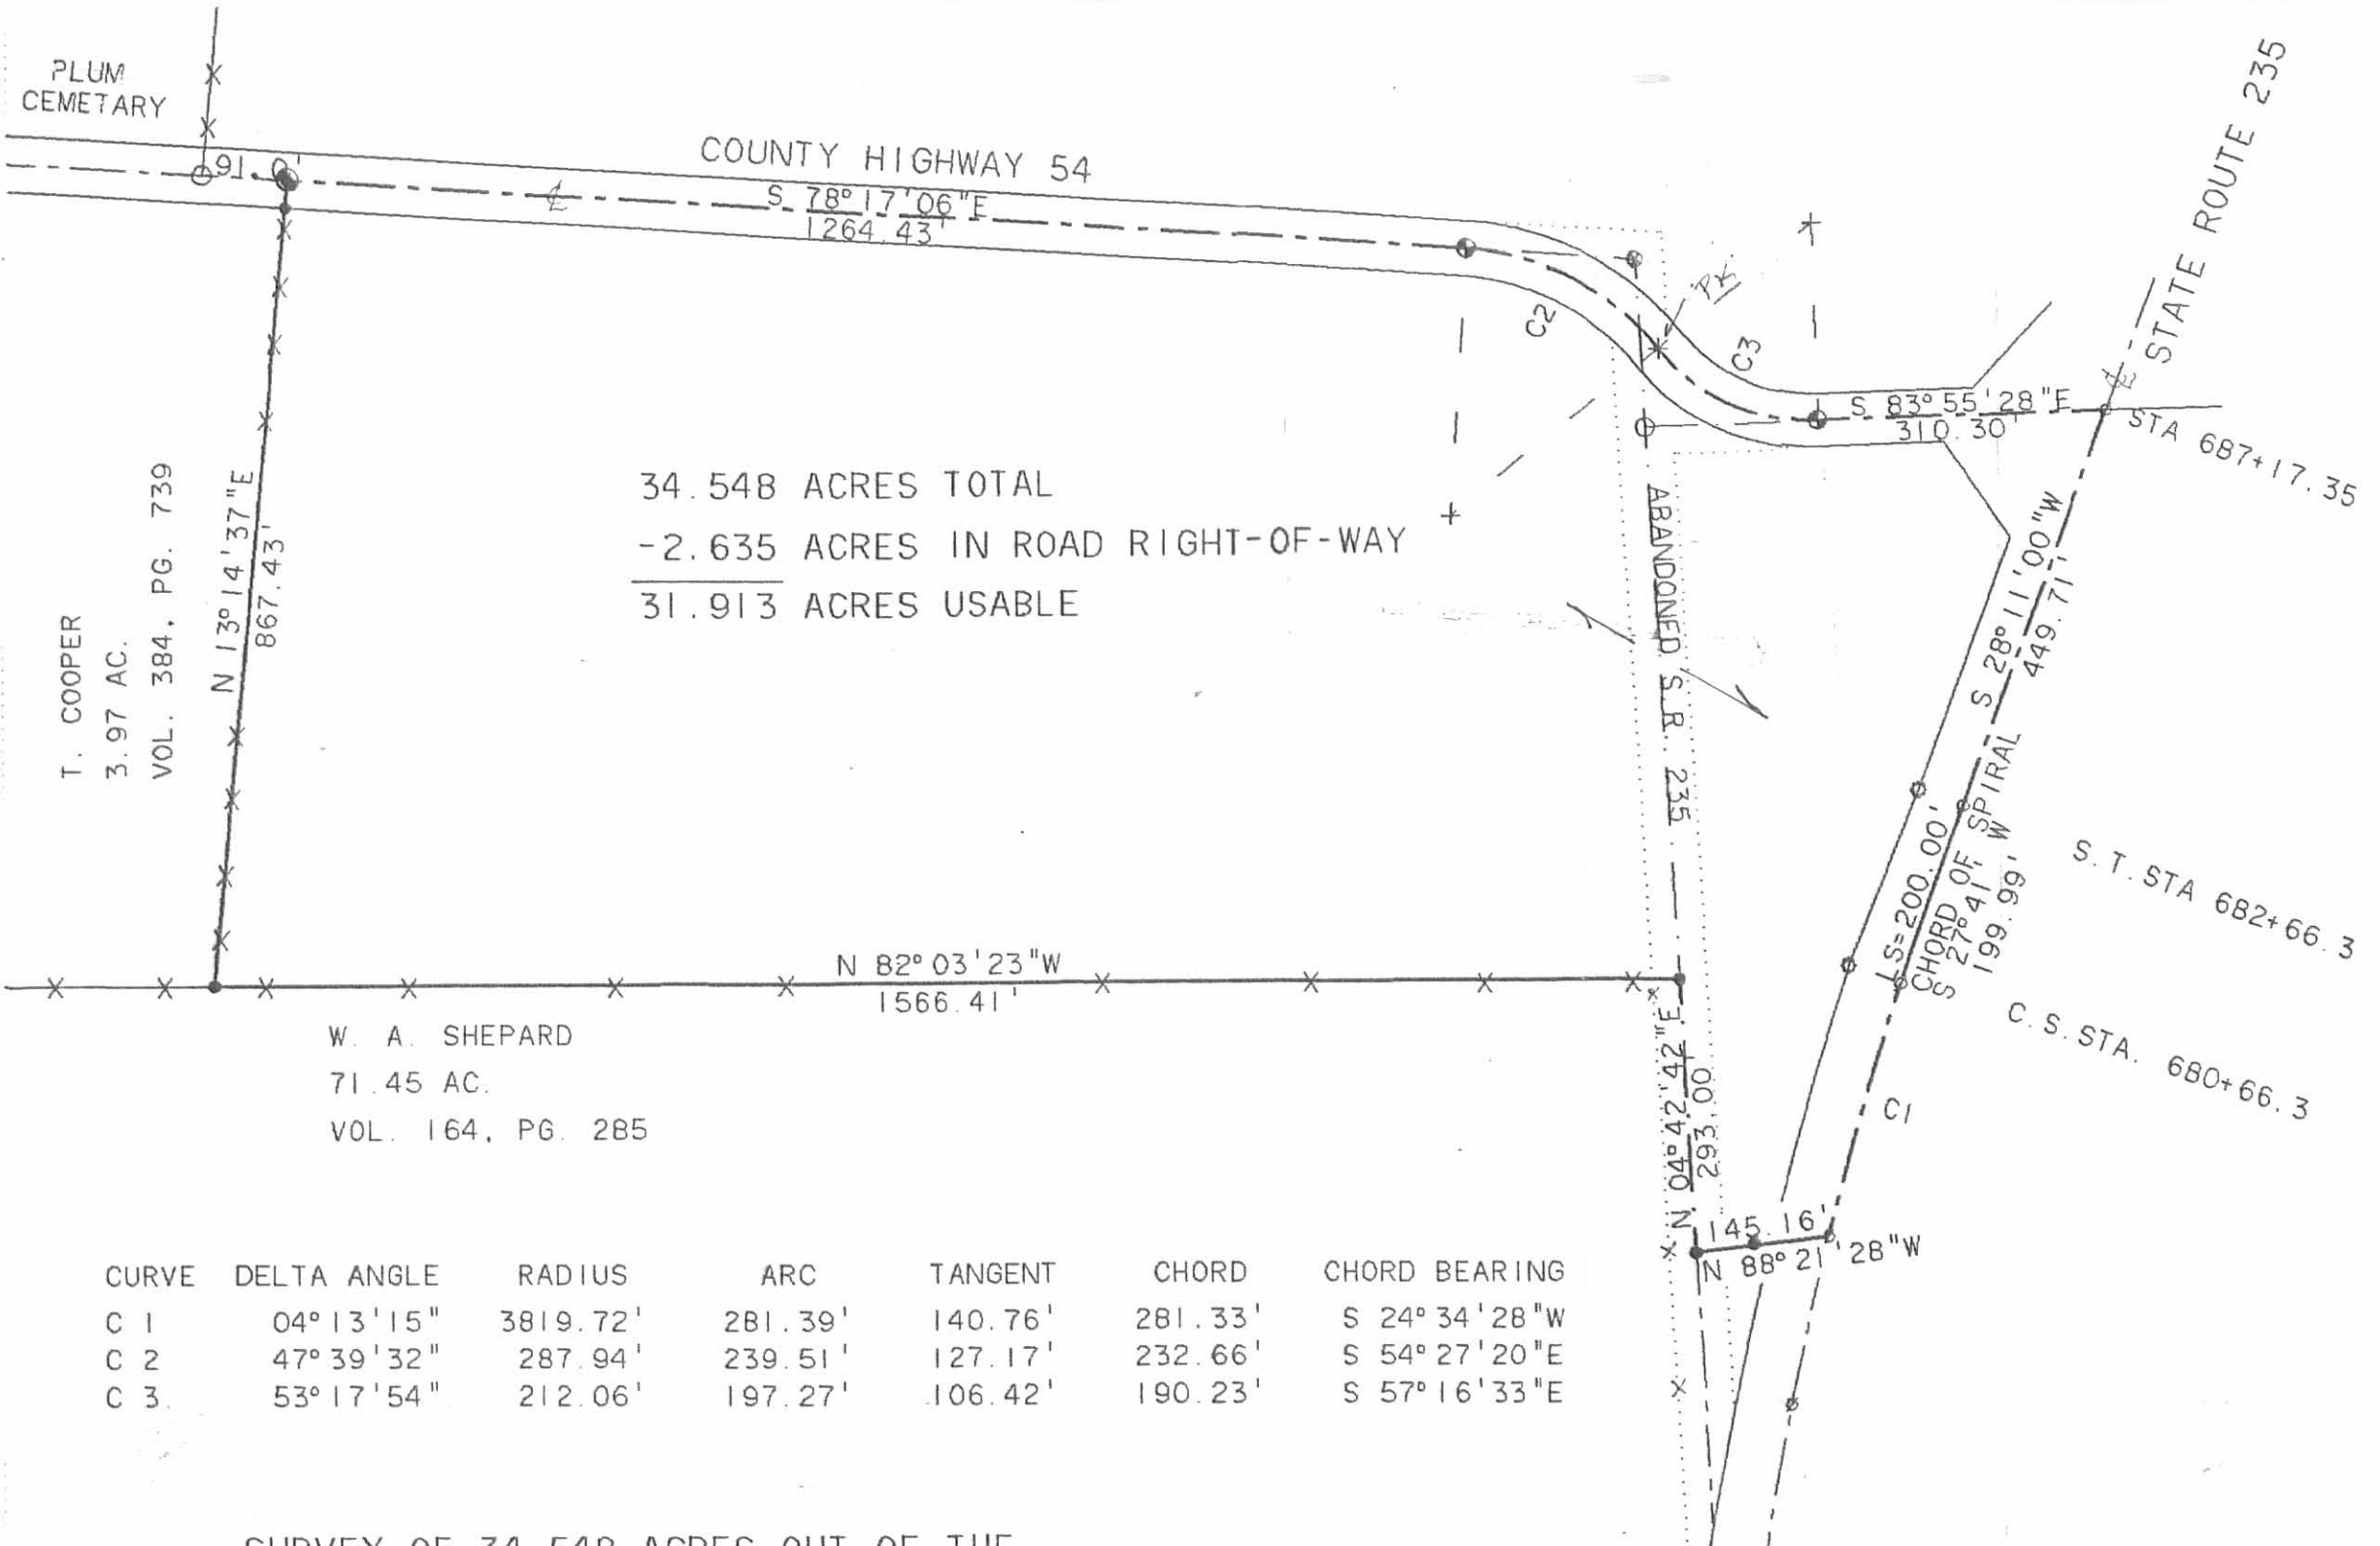 PLUM
CEMETARY
91.0'
COUNTY HIGHWAY 54
S 78° 17' 06"E
1264.43'
STATE ROUTE 235
PK
C2
C3
S 83° 55' 28"E
310.30'
STA 687+17.35
34.548 ACRES TOTAL
-2.635 ACRES IN ROAD RIGHT-OF-WAY
31.913 ACRES USABLE
T. COOPER
3.97 AC.
VOL. 384, PG. 739
N 13° 14' 37"E
867.43'
ABANDONED S.R. 235
S 28° 11' 00"W
449.71'
LS=200.00'
CHORD OF SPIRAL
S 27° 41' W
199.99'
S.T. STA 682+66.3
C.S. STA. 680+66.3
N 82° 03' 23"W
1566.41'
W. A. SHEPARD
71.45 AC.
VOL. 164, PG. 285
N 04° 42' 42" E
293.00
C1
145.16'
N 88° 21' 28"W
CURVE DELTA ANGLE RADIUS ARC TANGENT CHORD CHORD BEARING
C 1 04° 13' 15" 3819.72' 281.39' 140.76' 281.33' S 24° 34' 28"W
C 2 47° 39' 32" 287.94' 239.51' 127.17' 232.66' S 54° 27' 20"E
C 3. 53° 17' 54" 212.06' 197.27' 106.42' 190.23' S 57° 16' 33"E
SURVEY OF 34.548 ACRES OUT OF THE